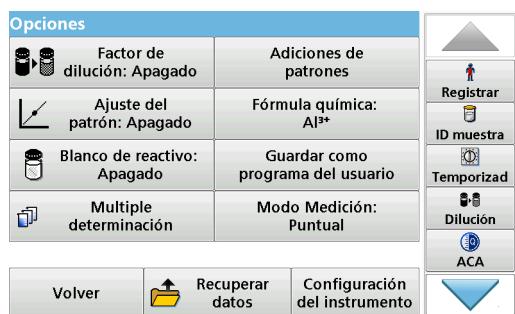 Opciones
Factor de
dilución: Apagado
Adiciones de
patrones
Ajuste del
patrón: Apagado
Fórmula química:
Al³⁺
Blanco de reactivo:
Apagado
Guardar como
programa del usuario
Multiple
determinación
Modo Medición:
Puntual
Volver
Recuperar
datos
Configuración
del instrumento
Registrar
ID muestra
Temporizad
Dilución
ACA